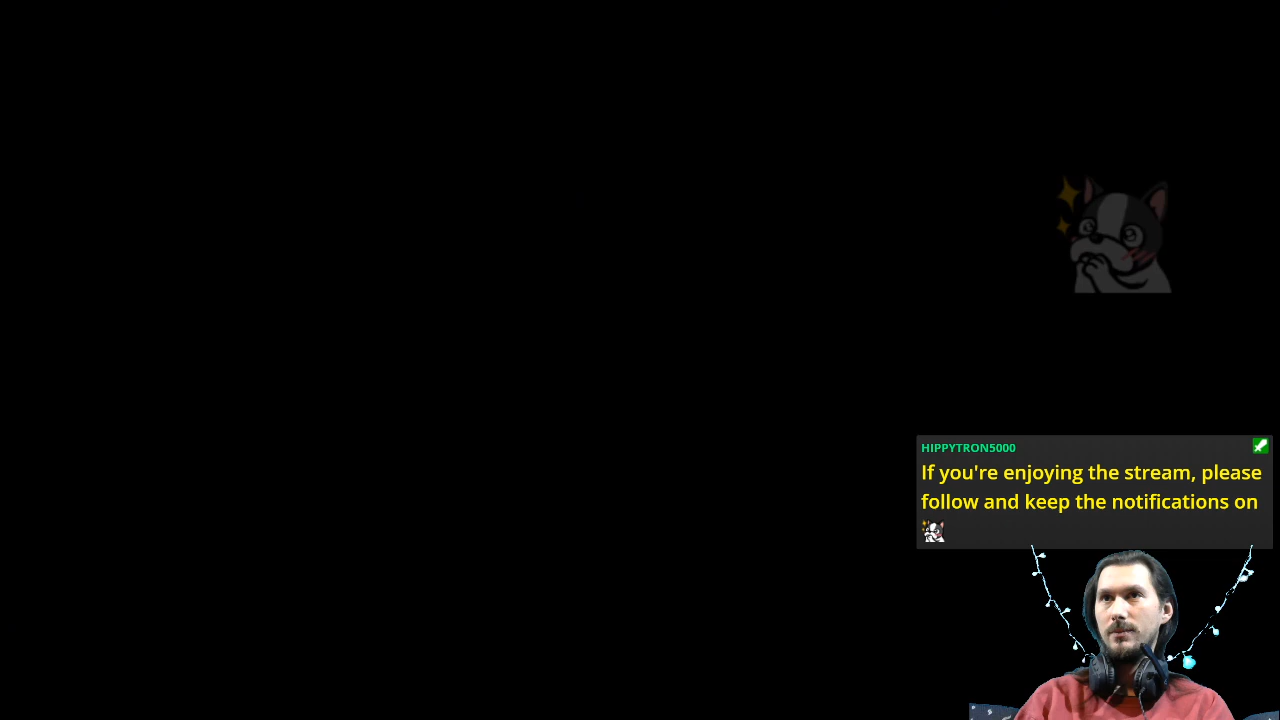 HIPPYTRON5000
If you're enjoying the stream, please
follow and keep the notifications on